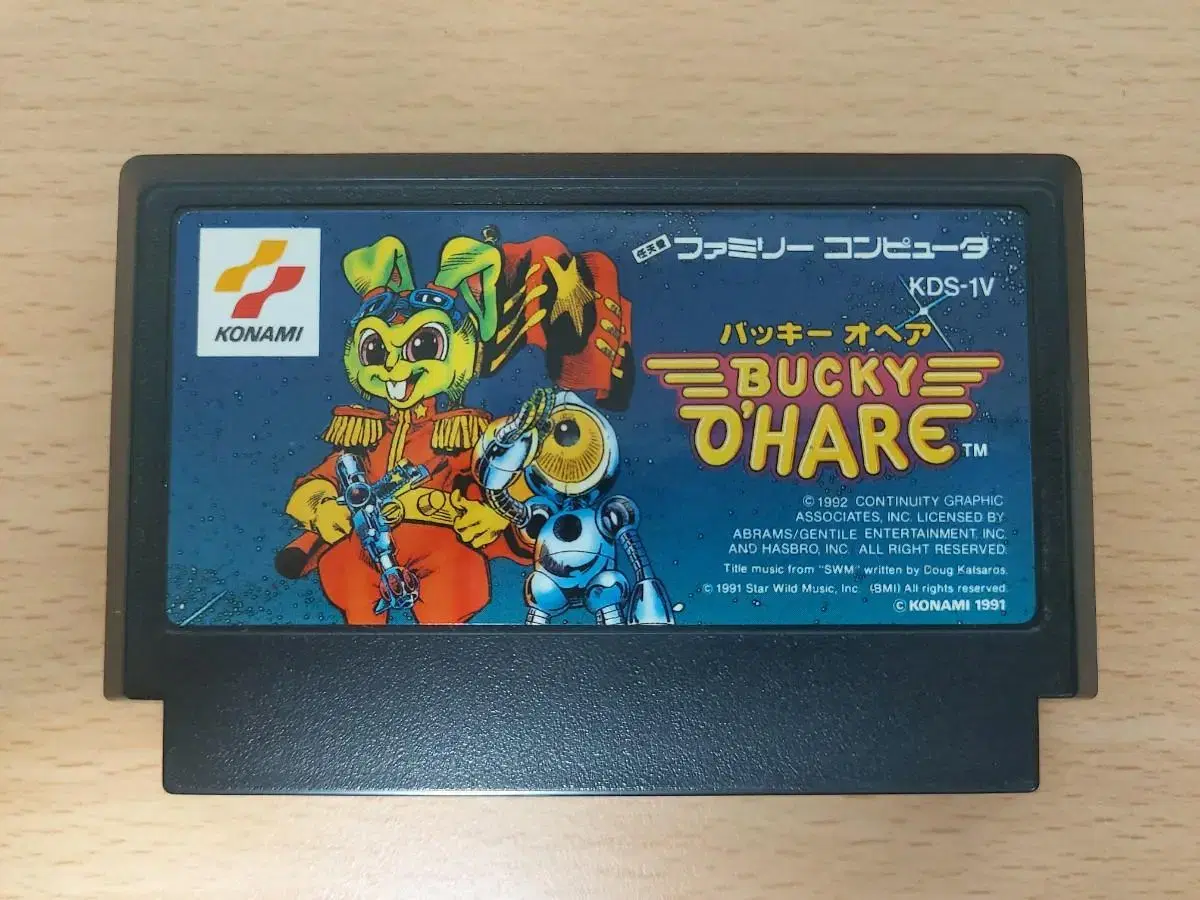 KONAMI
任天堂 ファミリー コンピュータ
KDS-1V
バッキー オヘア
BUCKY
O'HARE TM
© 1992 CONTINUITY GRAPHIC
ASSOCIATES, INC. LICENSED BY
ABRAMS/GENTILE ENTERTAINMENT, INC.
AND HASBRO, INC. ALL RIGHT RESERVED.
Title music from "SWM" written by Doug Katsaros.
© 1991 Star Wild Music, Inc. (BMI) All rights reserved.
© KONAMI 1991